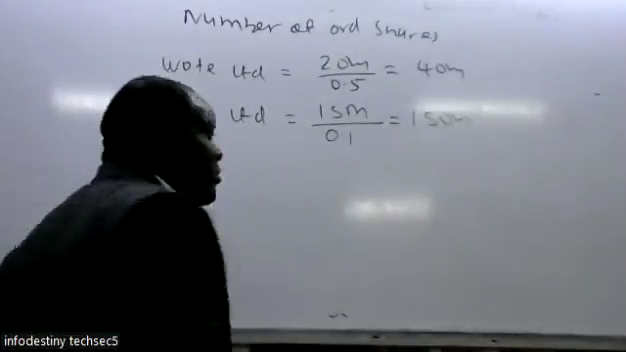 Number of ord shares
Wote Ltd = 20m / 0.5 = 40m
Ltd = 15m / 0.1 = 150m
infodestiny techsec5